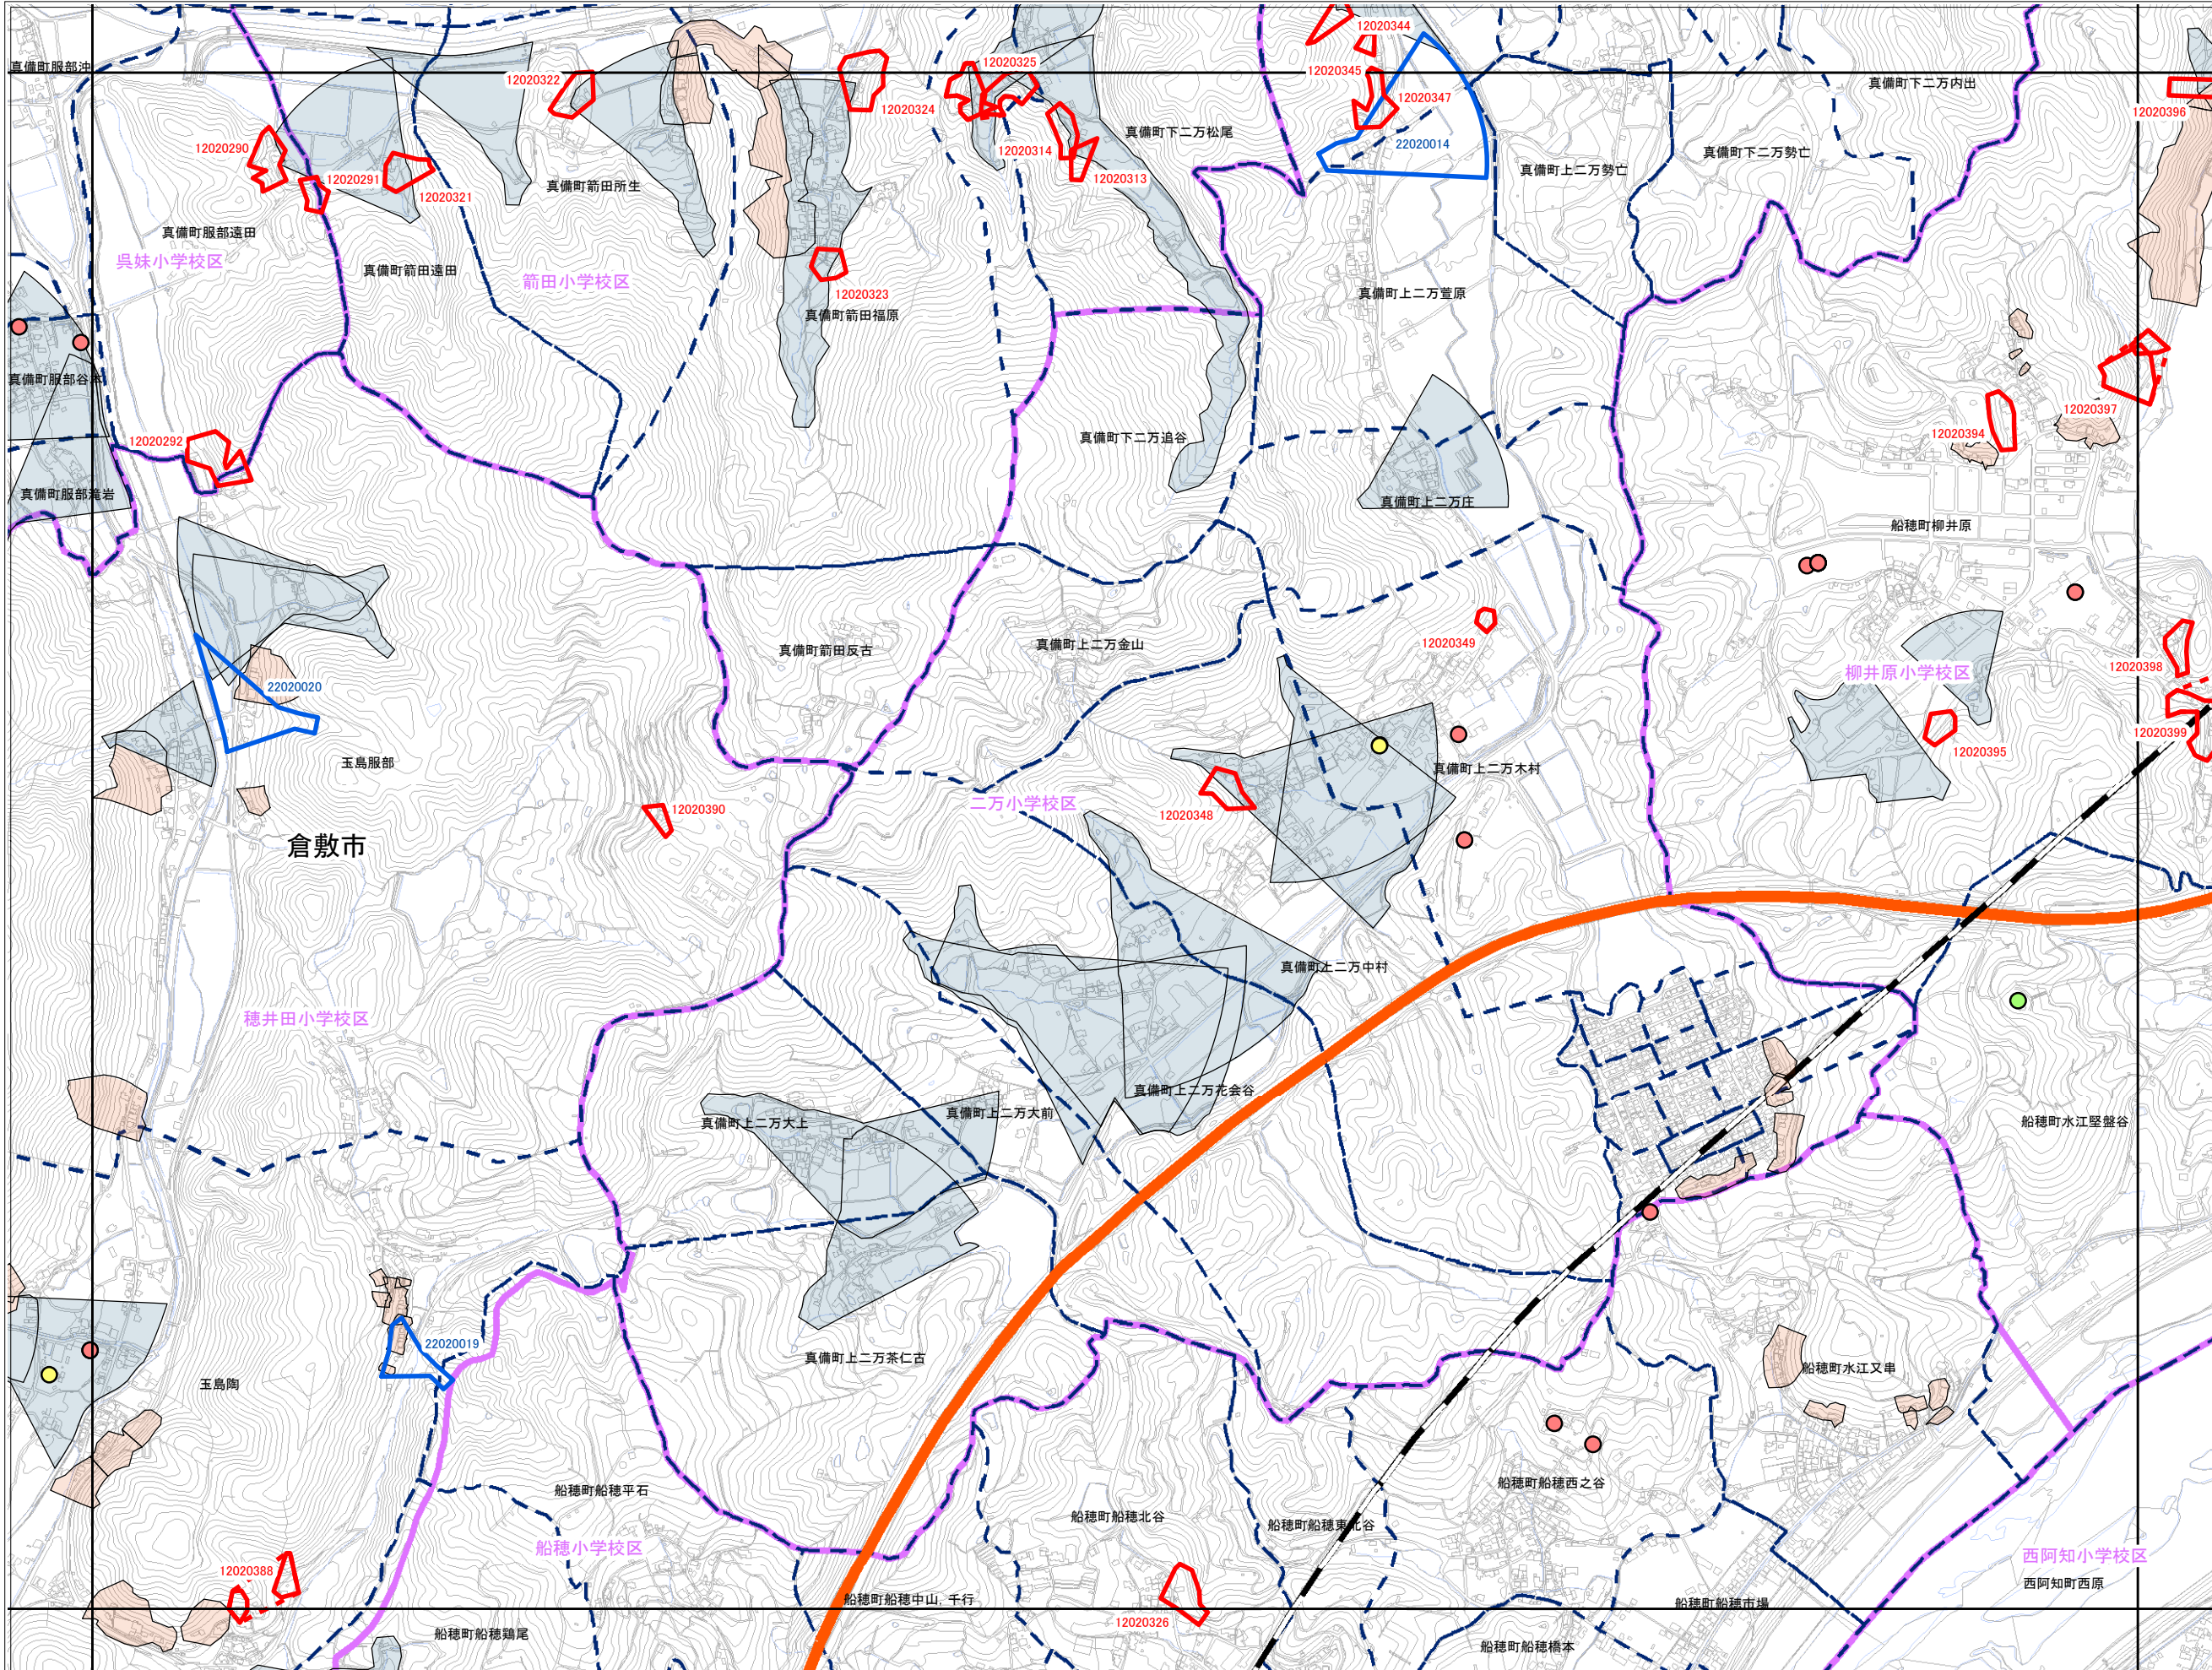 12020344
真備町服部沖
12020325
12020322
12020345
真備町下二万内出
12020324
12020347
12020396
真備町下二万松尾
12020290
12020314
22020014
真備町下二万勢亡
12020291
真備町箭田所生
12020313
真備町上二万勢亡
12020321
真備町服部遠田
呉妹小学校区
真備町箭田遠田
箭田小学校区
12020323
真備町上二万萱原
真備町箭田福原
真備町服部谷本
12020397
12020292
真備町下二万追谷
12020394
真備町服部滝岩
真備町上二万庄
船穂町柳井原
真備町箭田反古
真備町上二万金山
12020349
柳井原小学校区
12020398
22020020
12020399
玉島服部
真備町上二万木村
12020395
二万小学校区
12020390
12020348
倉敷市
真備町上二万中村
穂井田小学校区
真備町上二万花会谷
真備町上二万大上
真備町上二万大前
船穂町水江堅盤谷
22020019
真備町上二万茶仁古
船穂町水江又串
玉島陶
船穂町船穂平石
船穂町船穂西之谷
船穂町船穂北谷
船穂町船穂東北谷
船穂小学校区
西阿知小学校区
12020388
西阿知町西原
船穂町船穂中山, 千行
船穂町船穂市場
12020326
船穂町船穂鶏尾
船穂町船穂橋本